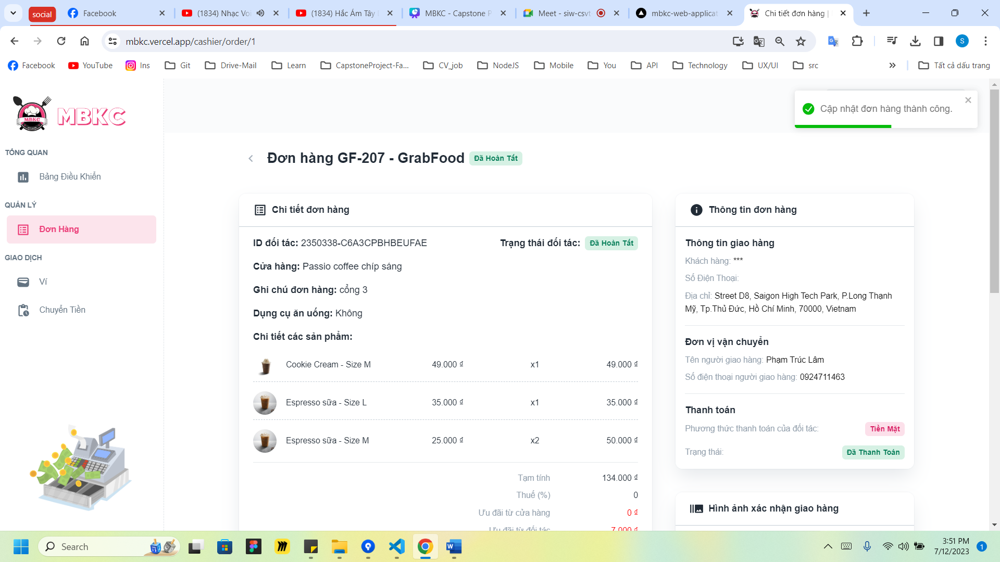 social
Facebook
(1834) Nhạc Voi
(1834) Hắc Ám Tây
MBKC - Capstone P
Meet - siw-csvt
mbkc-web-applicat
Chi tiết đơn hàng |
mbkc.vercel.app/cashier/order/1
S
Facebook
YouTube
Ins
Git
Drive-Mail
Learn
CapstoneProject-Fa...
CV_job
NodeJS
Mobile
You
API
Technology
UX/UI
src
Tất cả dấu trang
MBKC
MBKC
Cập nhật đơn hàng thành công.
TỔNG QUAN
Bảng Điều Khiển
QUẢN LÝ
Đơn Hàng
GIAO DỊCH
Ví
Chuyển Tiền
Đơn hàng GF-207 - GrabFood
Đã Hoàn Tất
Chi tiết đơn hàng
ID đối tác: 2350338-C6A3CPBHBEUFAE
Trạng thái đối tác: Đã Hoàn Tất
Cửa hàng: Passio coffee chíp sáng
Ghi chú đơn hàng: cổng 3
Dụng cụ ăn uống: Không
Chi tiết các sản phẩm:
Cookie Cream - Size M 49.000 ₫ x1 49.000 ₫
Espresso sữa - Size L 35.000 ₫ x1 35.000 ₫
Espresso sữa - Size M 25.000 ₫ x2 50.000 ₫
Tạm tính 134.000 ₫
Thuế (%) 0
Ưu đãi từ cửa hàng 0 ₫
Ưu đãi từ đối tác 7.000 ₫
Thông tin đơn hàng
Thông tin giao hàng
Khách hàng: ***
Số Điện Thoại:
Địa chỉ: Street D8, Saigon High Tech Park, P.Long Thạnh
Mỹ, Tp.Thủ Đức, Hồ Chí Minh, 70000, Vietnam
Đơn vị vận chuyển
Tên người giao hàng: Phạm Trúc Lâm
Số điện thoại người giao hàng: 0924711463
Thanh toán
Phương thức thanh toán của đối tác: Tiền Mặt
Trạng thái: Đã Thanh Toán
Hình ảnh xác nhận giao hàng
Search
3:51 PM
7/12/2023
1